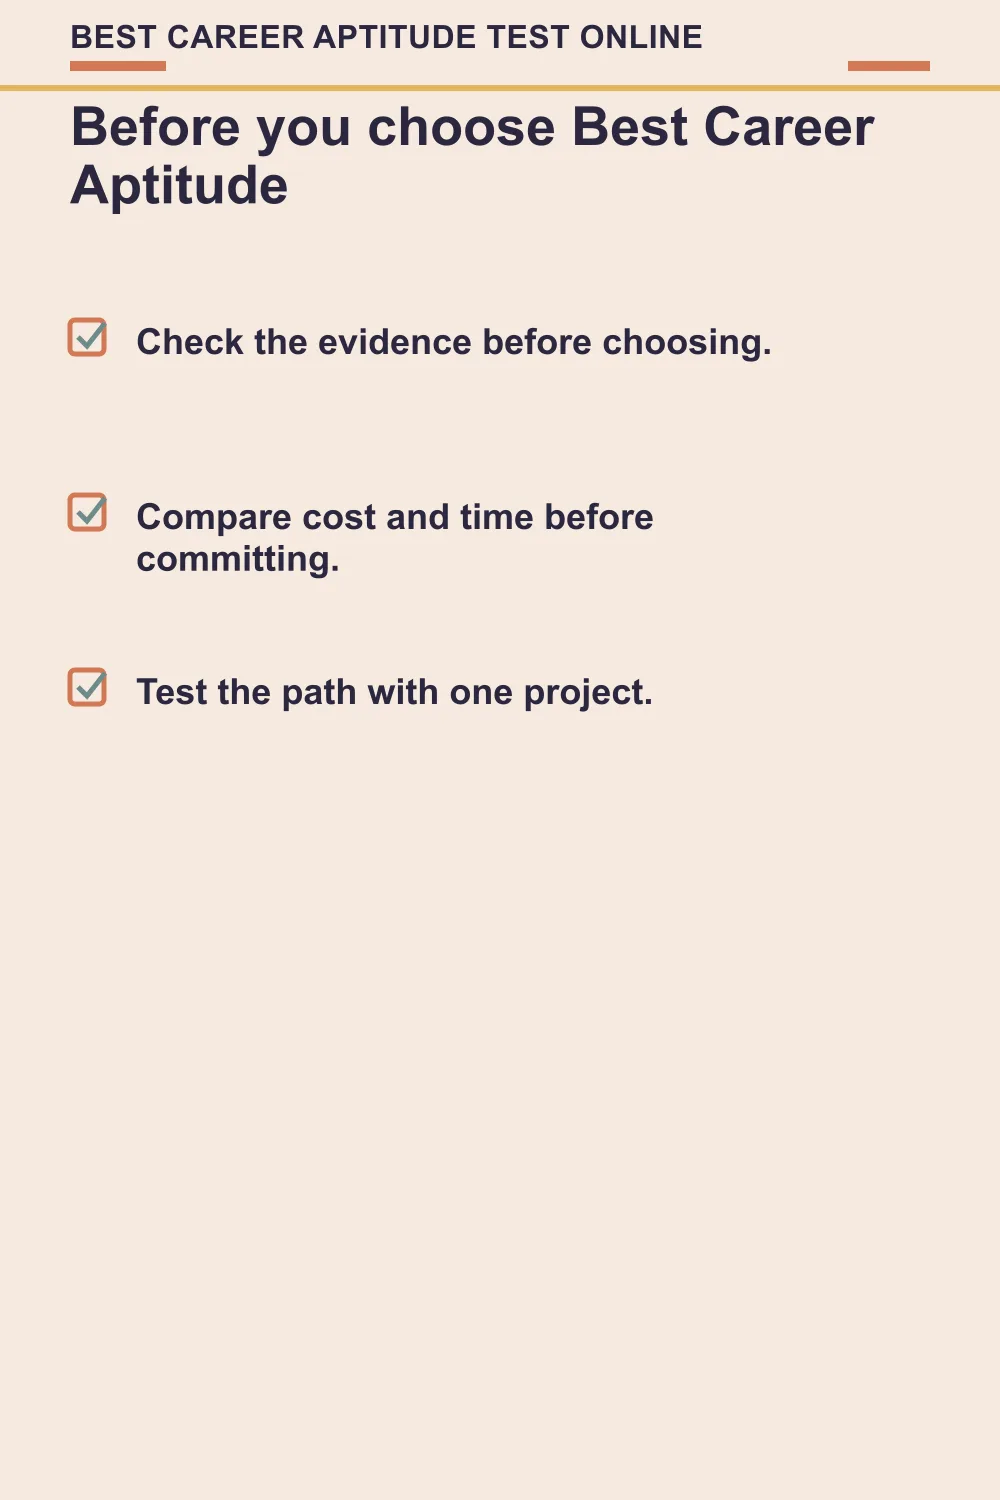 BEST CAREER APTITUDE TEST ONLINE
Before you choose Best Career
Aptitude
Check the evidence before choosing.
Compare cost and time before
committing.
Test the path with one project.